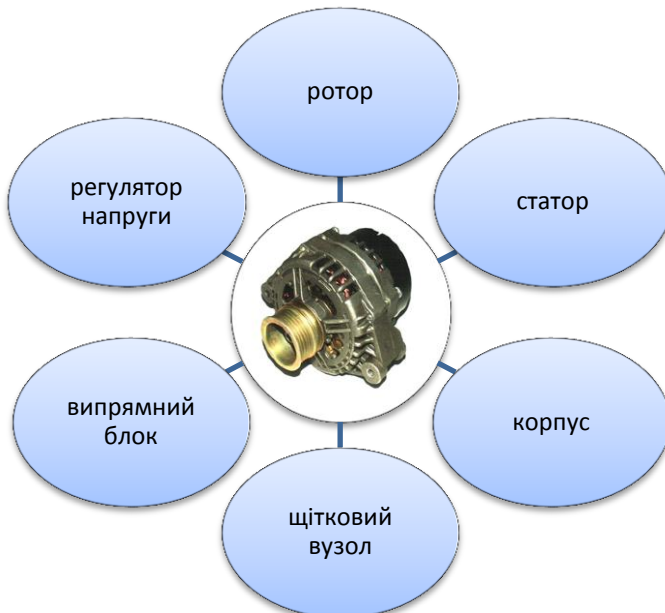 ротор
статор
корпус
щітковий
вузол
випрямний
блок
регулятор
напруги